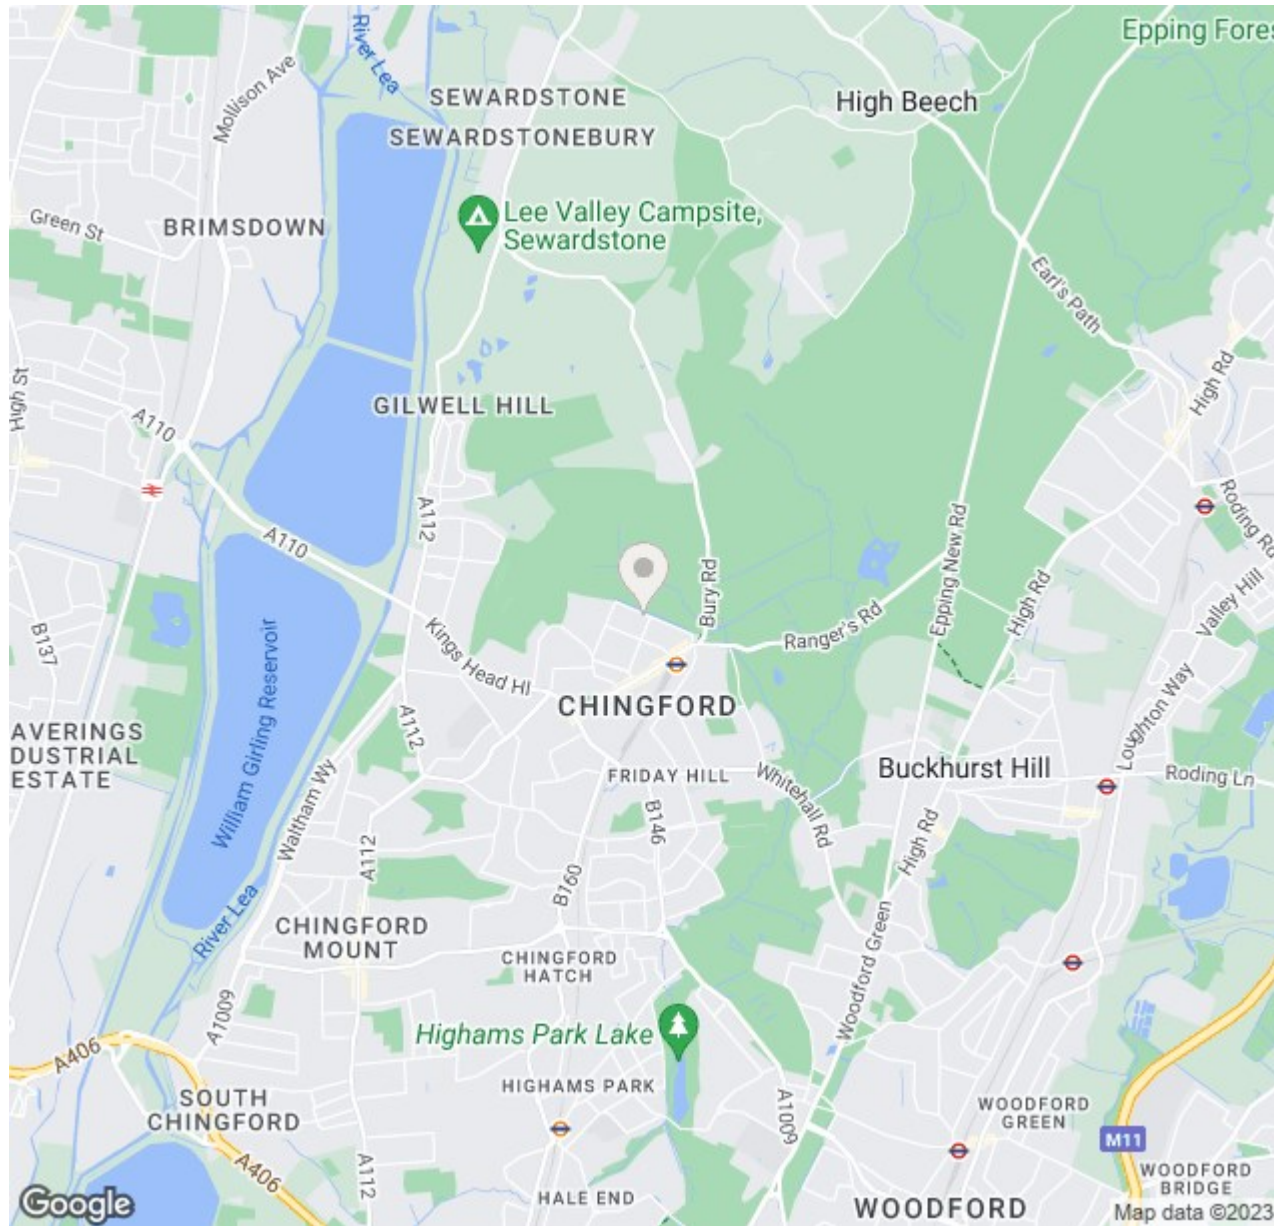 Epping Fores
River Lea
Mollison Ave
SEWARDSTONE
High Beech
SEWARDSTONEBURY
Lee Valley Campsite,
Sewardstone
Green St
BRIMSDOWN
Earl's Path
High St
High Rd
GILWELL HILL
A110
A112
Roding Rd
A110
Epping New Rd
Bury Rd
High Rd
Valley Hill
B137
Kings Head Hl
Ranger's Rd
William Girling Reservoir
CHINGFORD
A112
Loughton Way
AVERINGS
DUSTRIAL
ESTATE
FRIDAY HILL
Whitehall Rd
Buckhurst Hill
Roding Ln
Waltham Wy
B146
A112
High Rd
B160
River Lea
CHINGFORD
MOUNT
CHINGFORD
HATCH
Woodford Green
A1009
Highams Park Lake
A406
HIGHAMS PARK
SOUTH
CHINGFORD
A1009
WOODFORD
GREEN
M11
A406
A112
HALE END
WOODFORD
WOODFORD
BRIDGE
Google
Map data ©2023